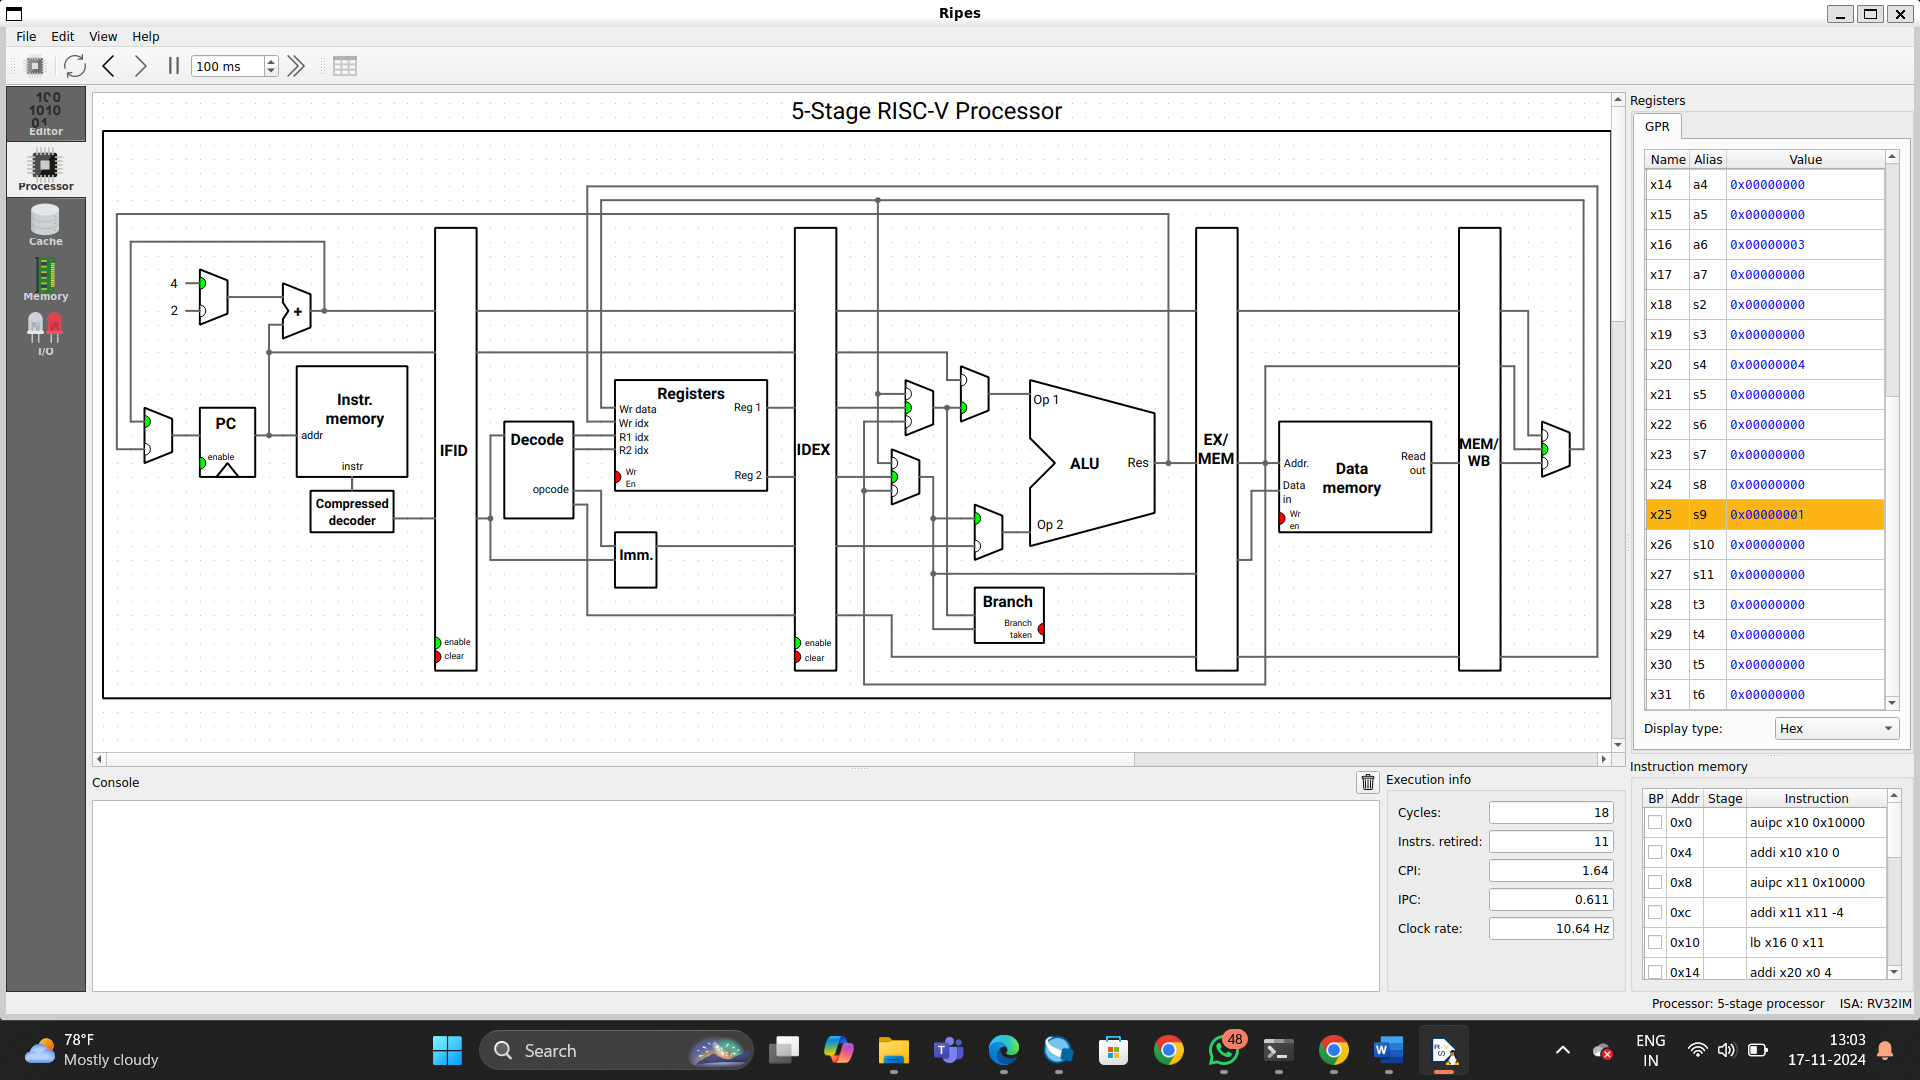 Ripes
File Edit View Help
100 ms
Editor
Processor
Cache
Memory
I/O
5-Stage RISC-V Processor
4
2
+
PC
enable
Instr.
memory
addr
instr
Compressed
decoder
IFID
enable
clear
Decode
opcode
Registers
Wr data
Wr idx
R1 idx
R2 idx
Wr
En
Reg 1
Reg 2
Imm.
IDEX
enable
clear
Op 1
ALU
Res
Op 2
Branch
Branch
taken
EX/
MEM
Addr.
Data
in
Wr
en
Data
memory
Read
out
MEM/
WB
Registers
GPR
Name Alias Value
x14 a4 0x00000000
x15 a5 0x00000000
x16 a6 0x00000003
x17 a7 0x00000000
x18 s2 0x00000000
x19 s3 0x00000000
x20 s4 0x00000004
x21 s5 0x00000000
x22 s6 0x00000000
x23 s7 0x00000000
x24 s8 0x00000000
x25 s9 0x00000001
x26 s10 0x00000000
x27 s11 0x00000000
x28 t3 0x00000000
x29 t4 0x00000000
x30 t5 0x00000000
x31 t6 0x00000000
Display type: Hex
Console
Execution info
Cycles: 18
Instrs. retired: 11
CPI: 1.64
IPC: 0.611
Clock rate: 10.64 Hz
Instruction memory
BP Addr Stage Instruction
0x0 auipc x10 0x10000
0x4 addi x10 x10 0
0x8 auipc x11 0x10000
0xc addi x11 x11 -4
0x10 lb x16 0 x11
0x14 addi x20 x0 4
Processor: 5-stage processor ISA: RV32IM
78°F
Mostly cloudy
Search
48
ENG
IN
13:03
17-11-2024